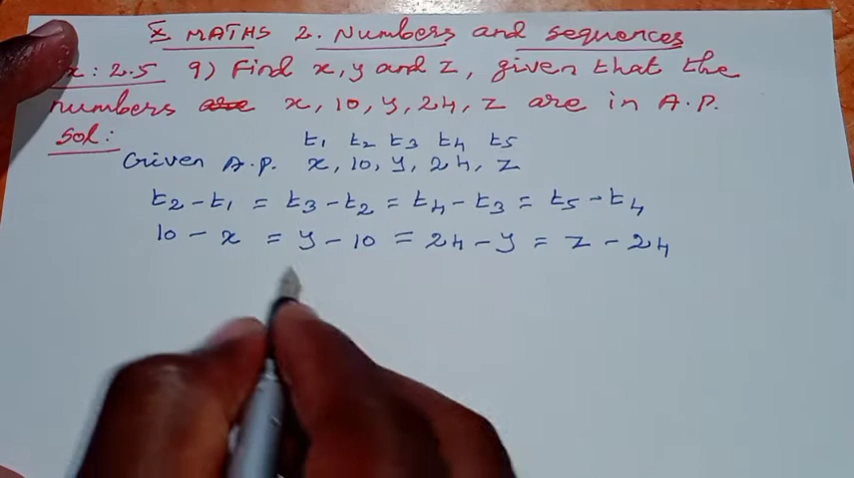 X MATHS 2. Numbers and sequences
x: 2.5 9) Find x, y and z, given that the
numbers x, 10, y, 24, z are in A.P.
Sol:
t₁ t₂ t₃ t₄ t₅
Given A.P. x, 10, y, 24, z
t₂ - t₁ = t₃ - t₂ = t₄ - t₃ = t₅ - t₄
10 - x = y - 10 = 24 - y = z - 24